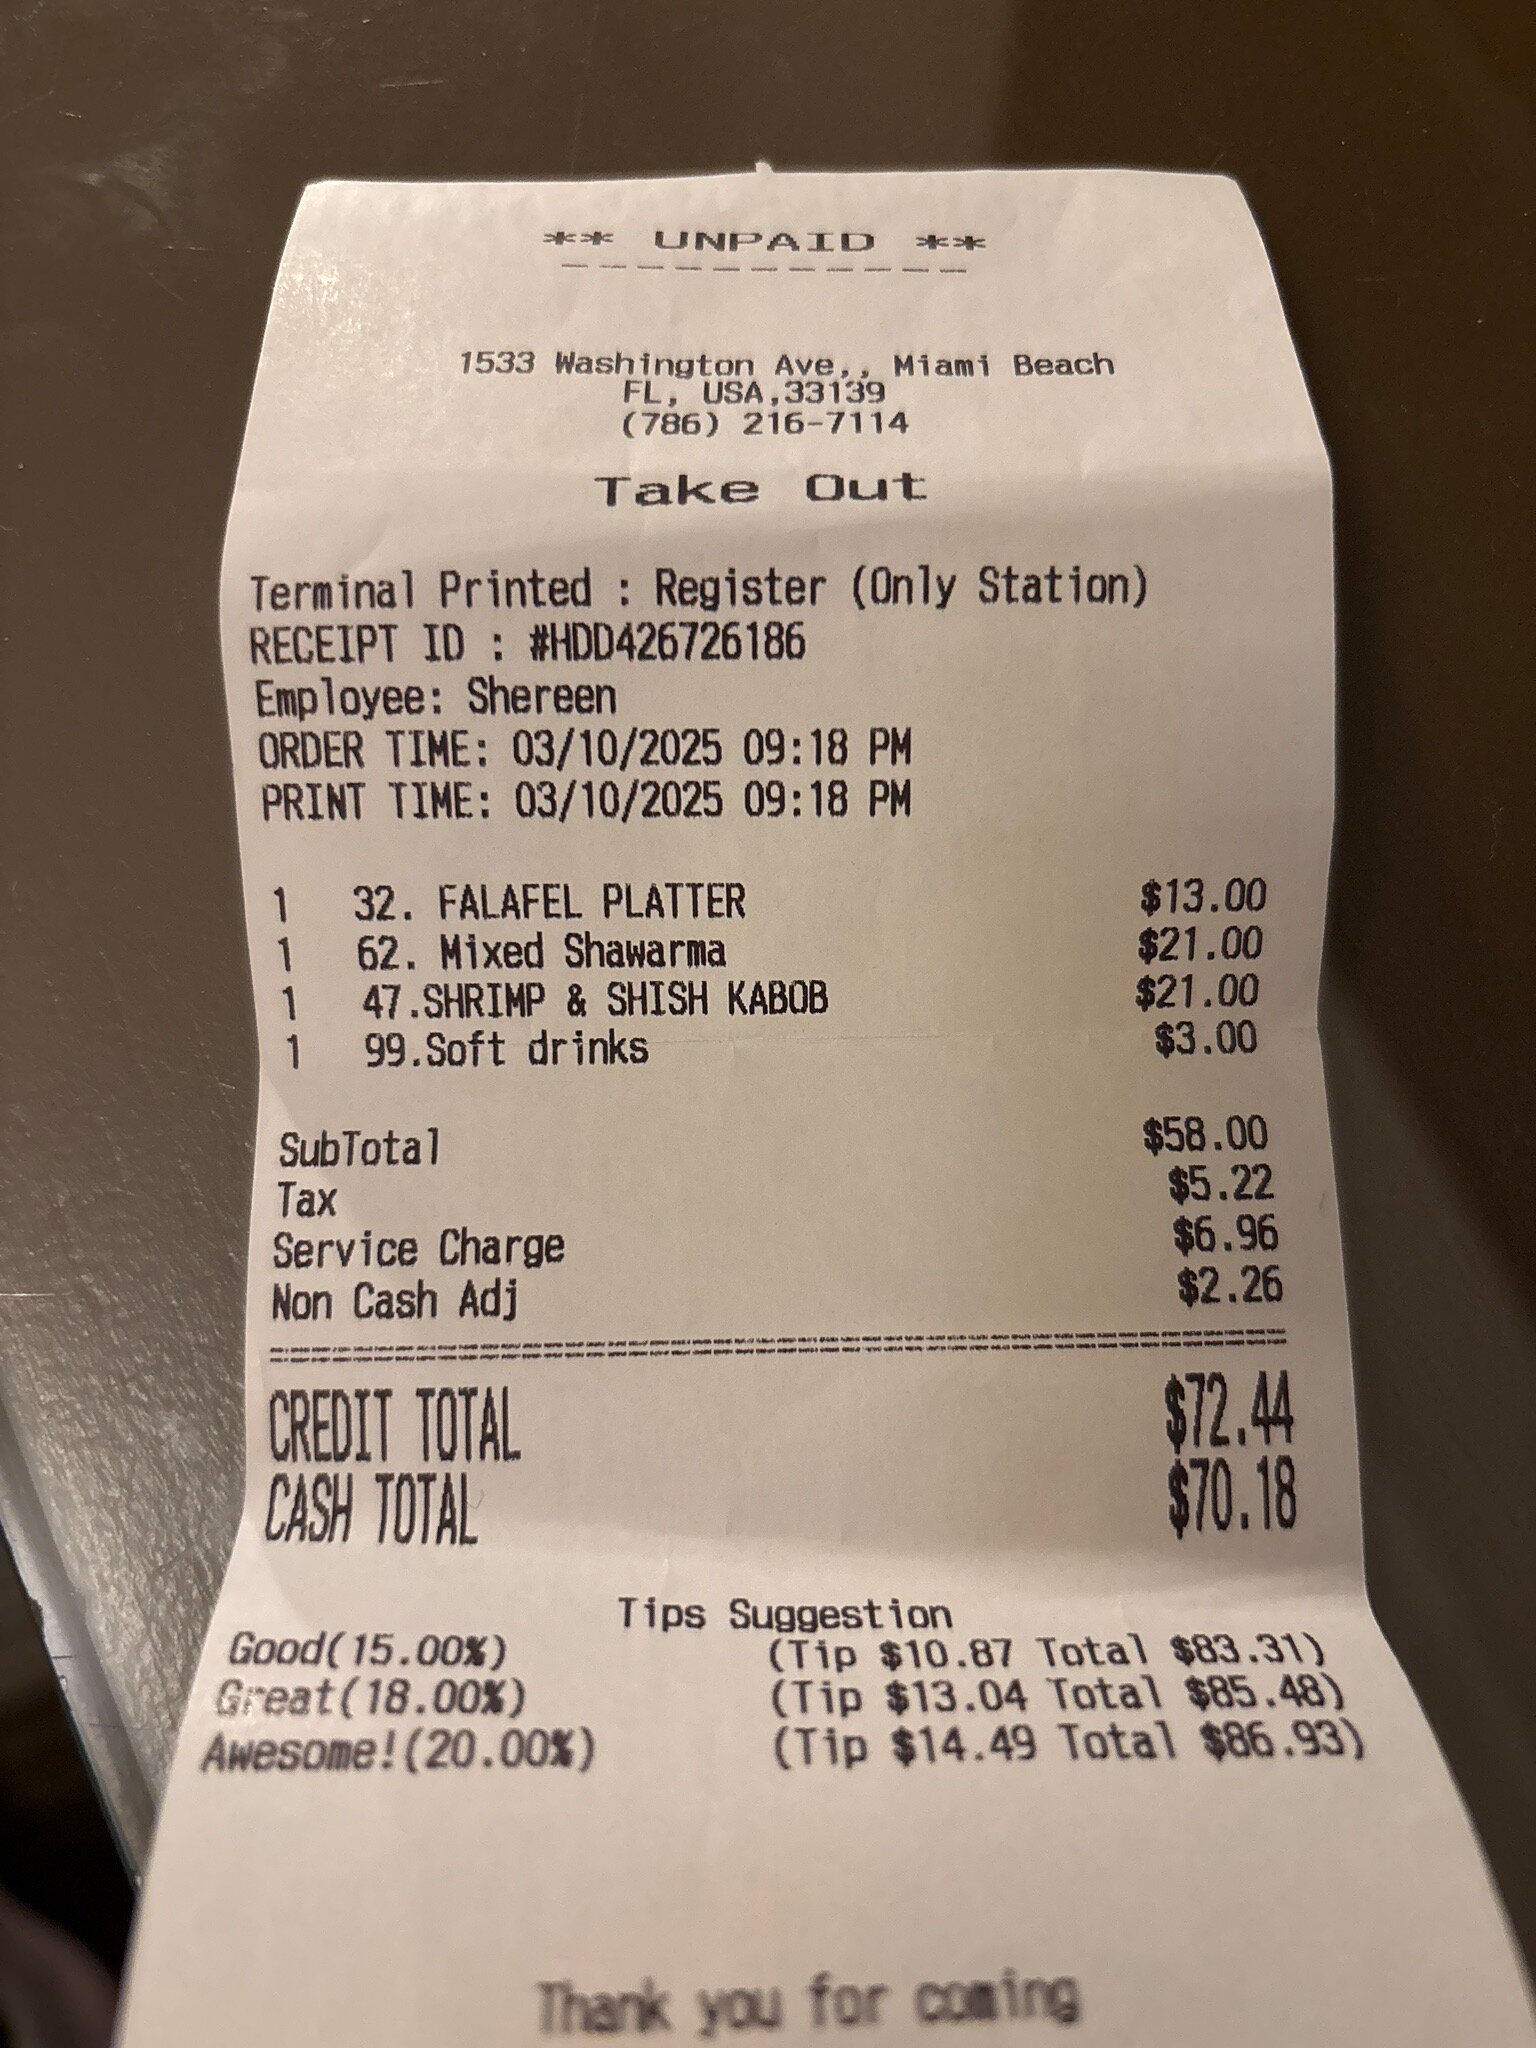 ** UNPAID **
------------
1533 Washington Ave,, Miami Beach
FL, USA,33139
(786) 216-7114
Take Out
Terminal Printed : Register (Only Station)
RECEIPT ID : #HDD426726186
Employee: Shereen
ORDER TIME: 03/10/2025 09:18 PM
PRINT TIME: 03/10/2025 09:18 PM
1 32. FALAFEL PLATTER $13.00
1 62. Mixed Shawarma $21.00
1 47.SHRIMP & SHISH KABOB $21.00
1 99.Soft drinks $3.00
SubTotal $58.00
Tax $5.22
Service Charge $6.96
Non Cash Adj $2.26
CREDIT TOTAL $72.44
CASH TOTAL $70.18
Tips Suggestion
Good(15.00%) (Tip $10.87 Total $83.31)
Great(18.00%) (Tip $13.04 Total $85.48)
Awesome!(20.00%) (Tip $14.49 Total $86.93)
Thank you for coming